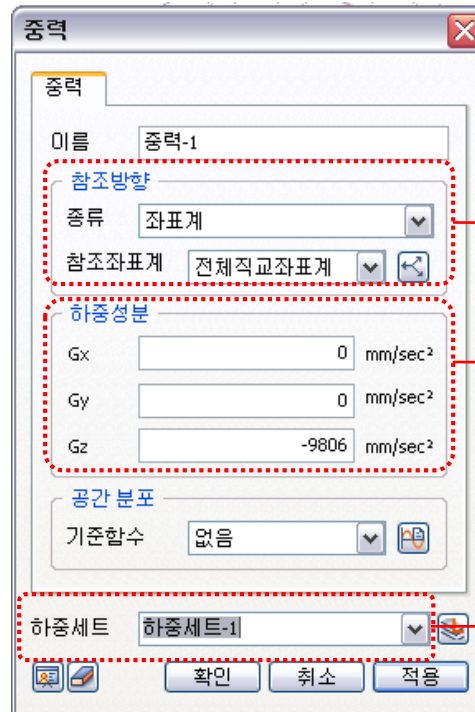 중력
중력
이름 중력-1
참조방향
종류 좌표계
참조좌표계 전체직교좌표계
하중성분
Gx 0 mm/sec²
Gy 0 mm/sec²
Gz -9806 mm/sec²
공간 분포
기준함수 없음
하중세트 하중세트-1
확인 취소 적용